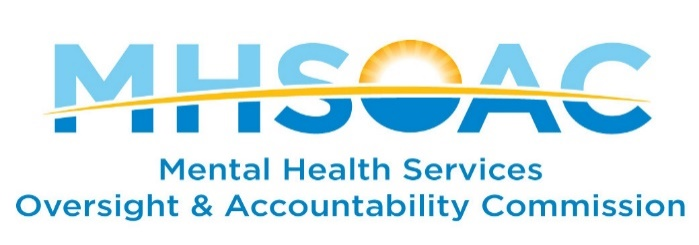 MHSOAC
Mental Health Services
Oversight & Accountability Commission